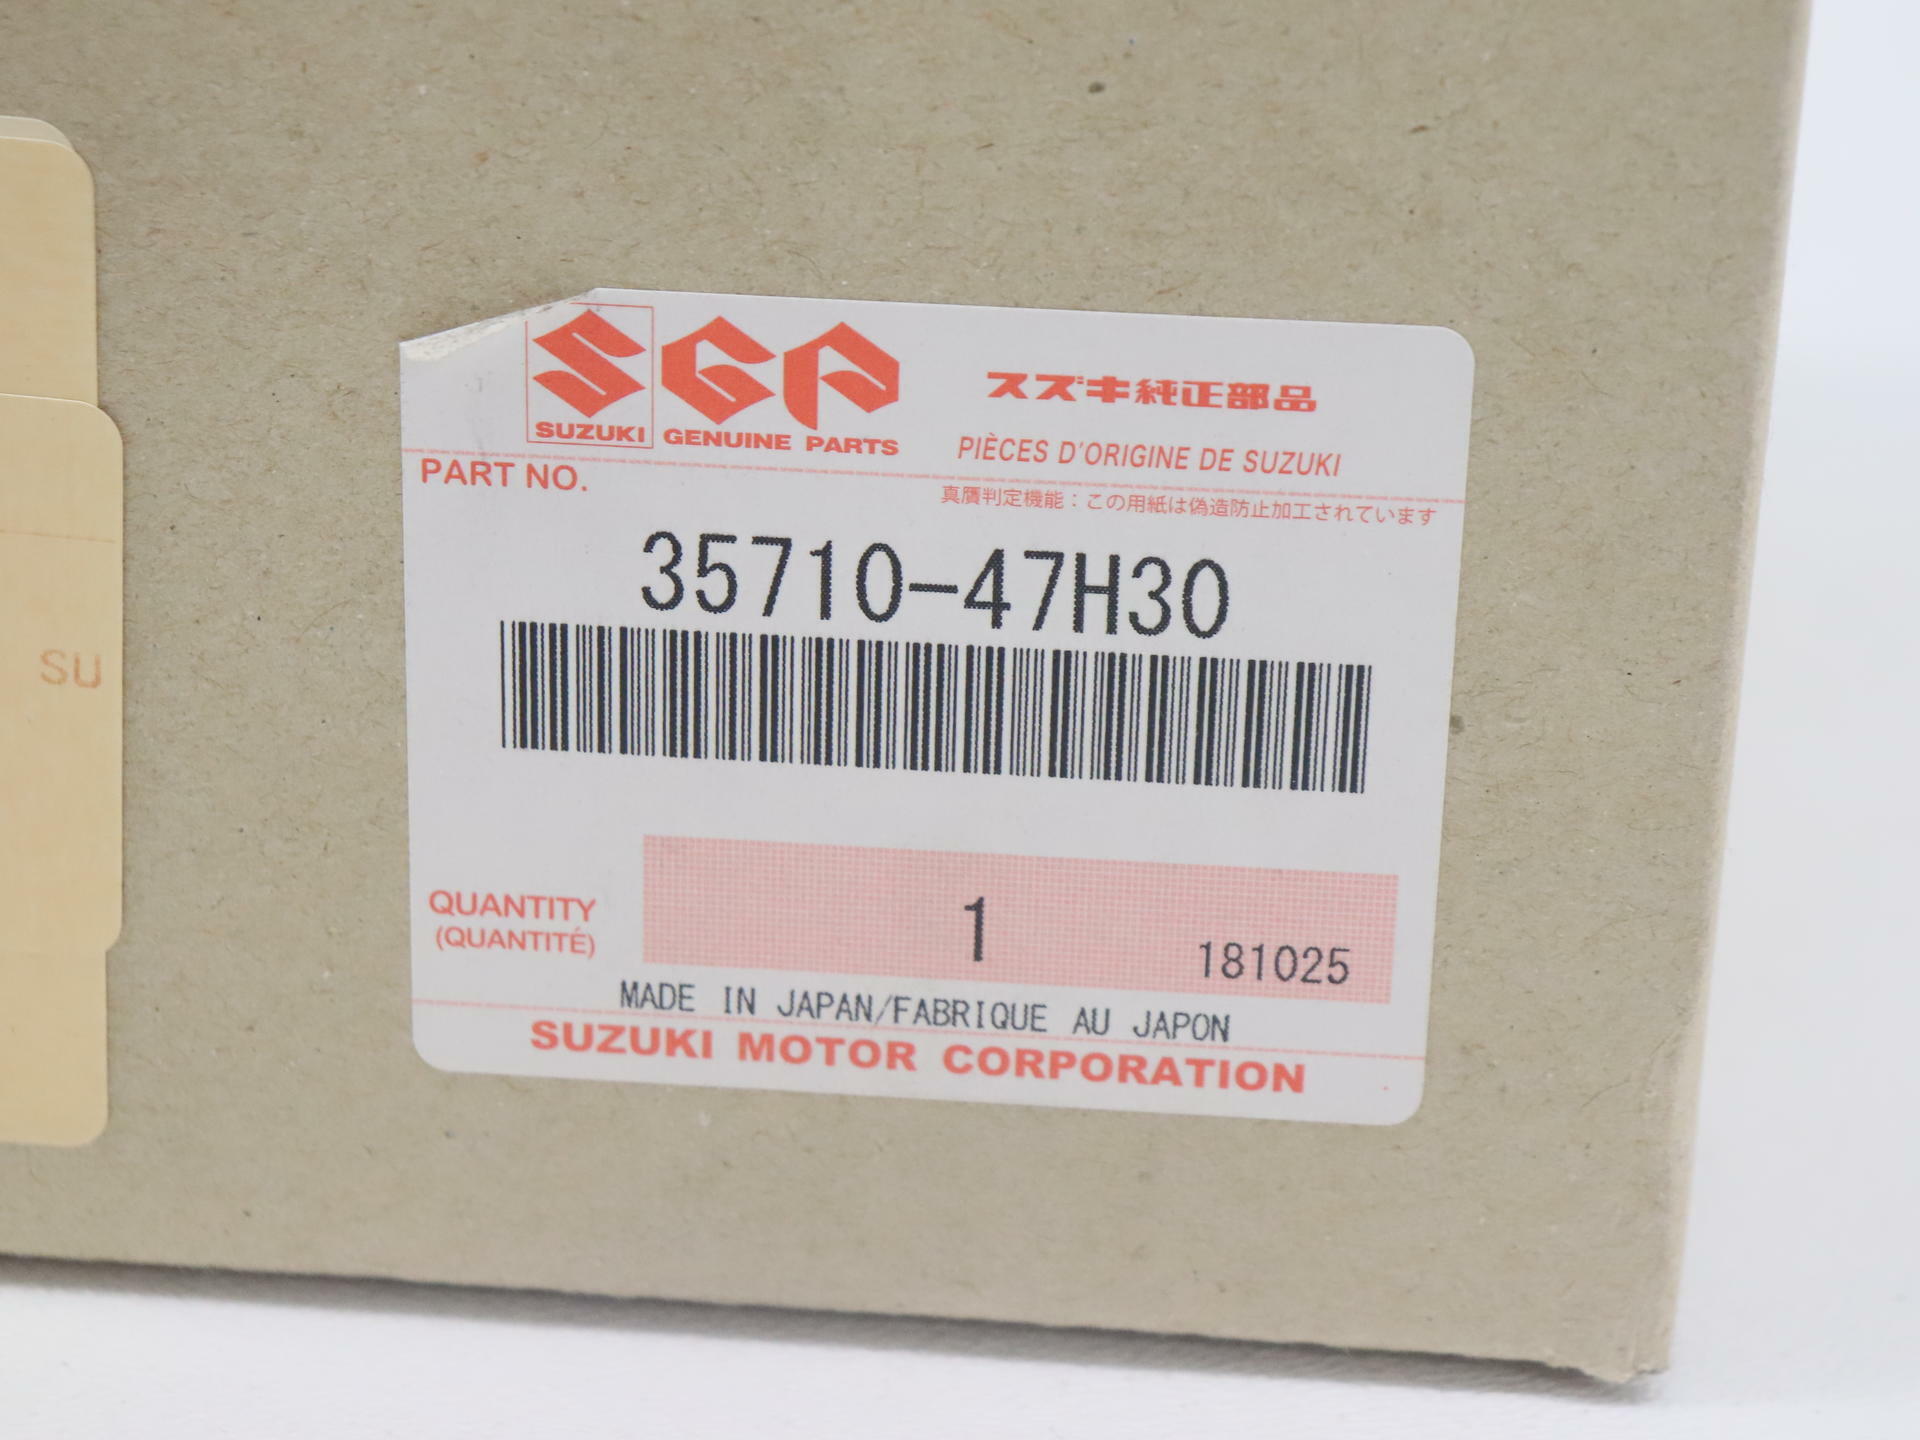 SGP
SUZUKI GENUINE PARTS
スズキ純正部品
PIÈCES D'ORIGINE DE SUZUKI
PART NO.
真贋判定機能：この用紙は偽造防止加工されています
35710-47H30
QUANTITY
(QUANTITÉ)
1
181025
MADE IN JAPAN/FABRIQUE AU JAPON
SUZUKI MOTOR CORPORATION
SU